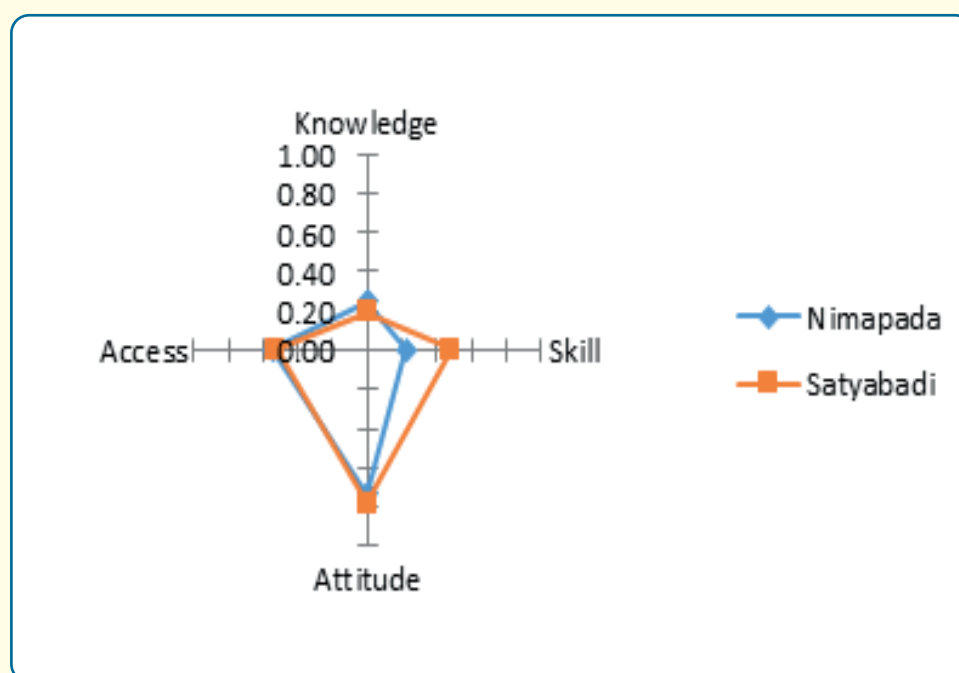 Knowledge
1.00
0.80
0.60
0.40
0.20
0.00
Access
Skill
Attitude
Nimapada
Satyabadi